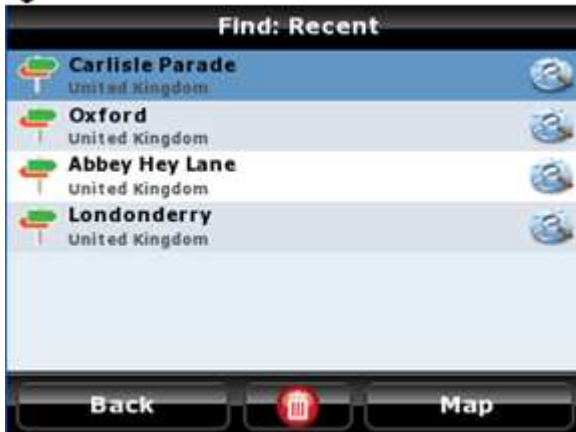 Find: Recent
Carlisle Parade
United Kingdom
Oxford
United Kingdom
Abbey Hey Lane
United Kingdom
Londonderry
United Kingdom
Back
Map